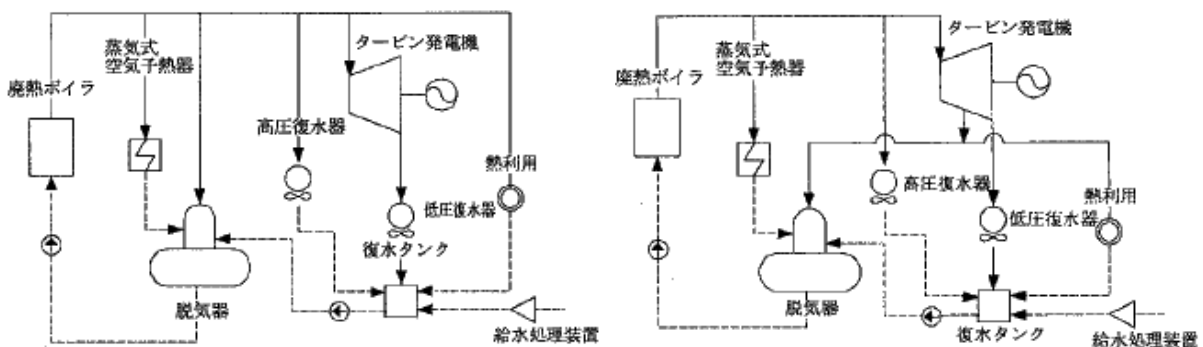 タービン発電機
蒸気式
空気予熱器
廃熱ボイラ
高圧復水器
熱利用
低圧復水器
復水タンク
脱気器
給水処理装置
タービン発電機
蒸気式
空気予熱器
廃熱ボイラ
高圧復水器
熱利用
低圧復水器
脱気器
復水タンク
給水処理装置